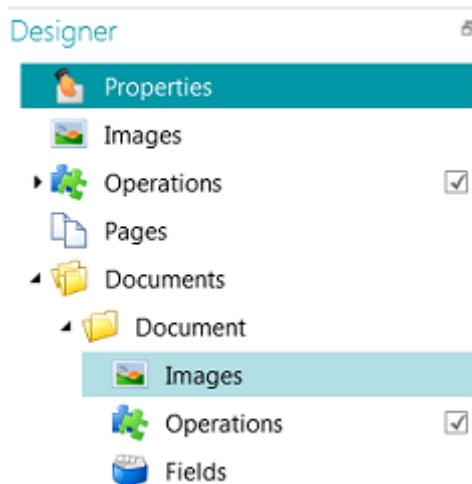 Designer
Properties
Images
Operations
Pages
Documents
Document
Images
Operations
Fields